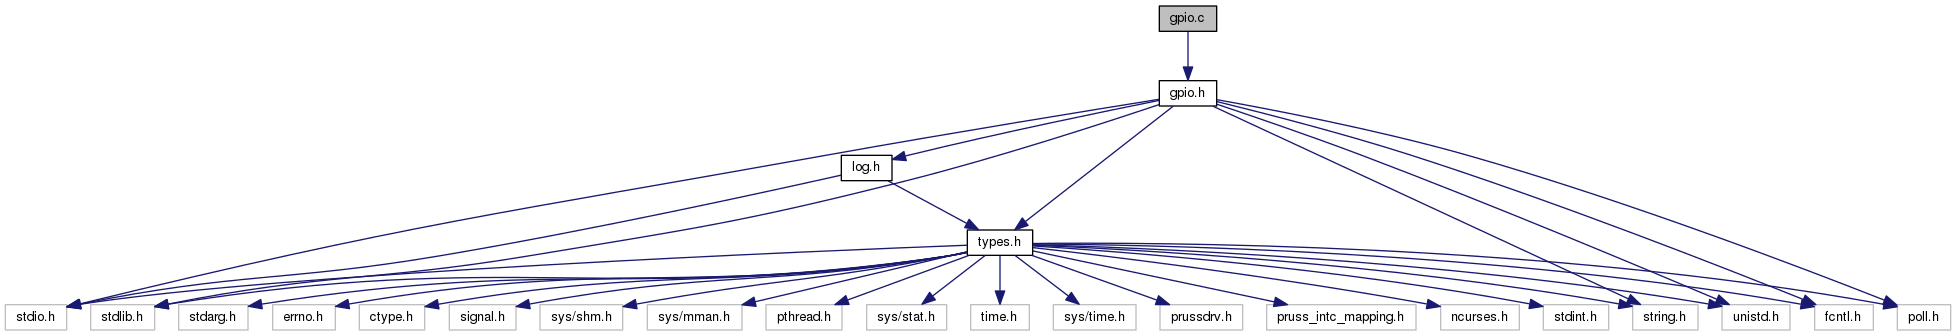 gpio.c
gpio.h
log.h
types.h
stdio.h
stdlib.h
stdarg.h
errno.h
ctype.h
signal.h
sys/shm.h
sys/mman.h
pthread.h
sys/stat.h
time.h
sys/time.h
prussdrv.h
pruss_intc_mapping.h
ncurses.h
stdint.h
string.h
unistd.h
fcntl.h
poll.h